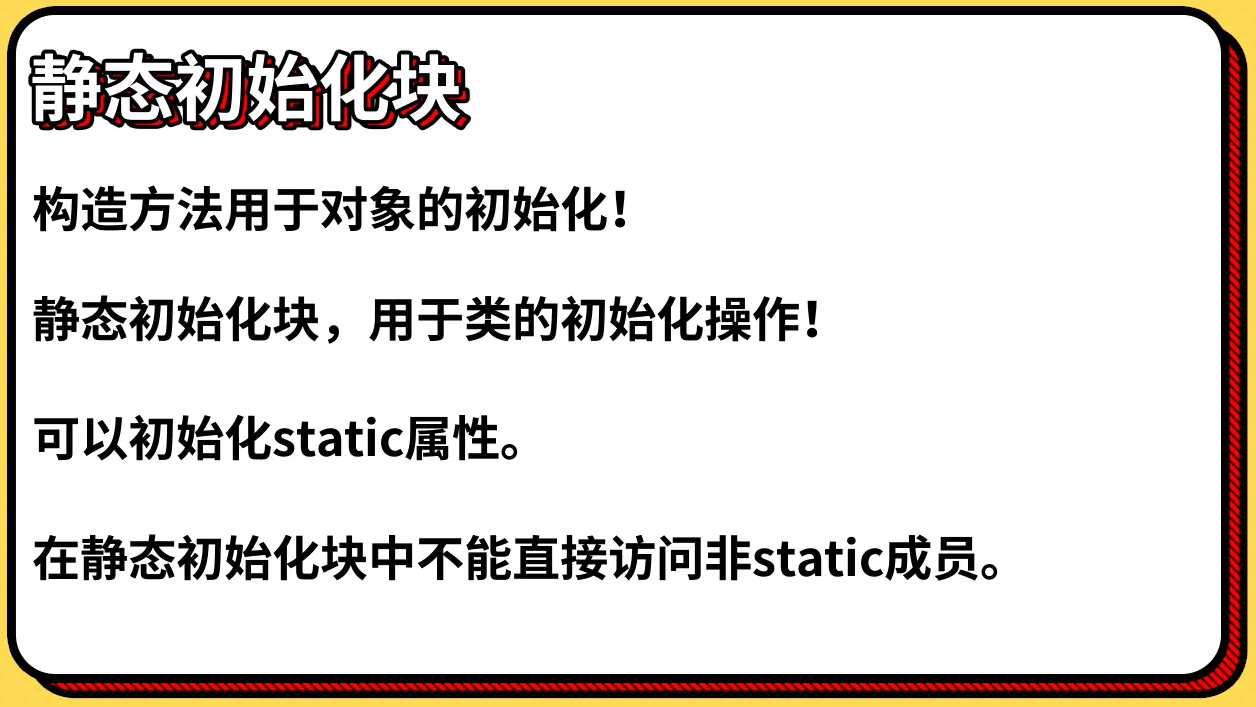 静态初始化块
构造方法用于对象的初始化！
静态初始化块，用于类的初始化操作！
可以初始化static属性。
在静态初始化块中不能直接访问非static成员。